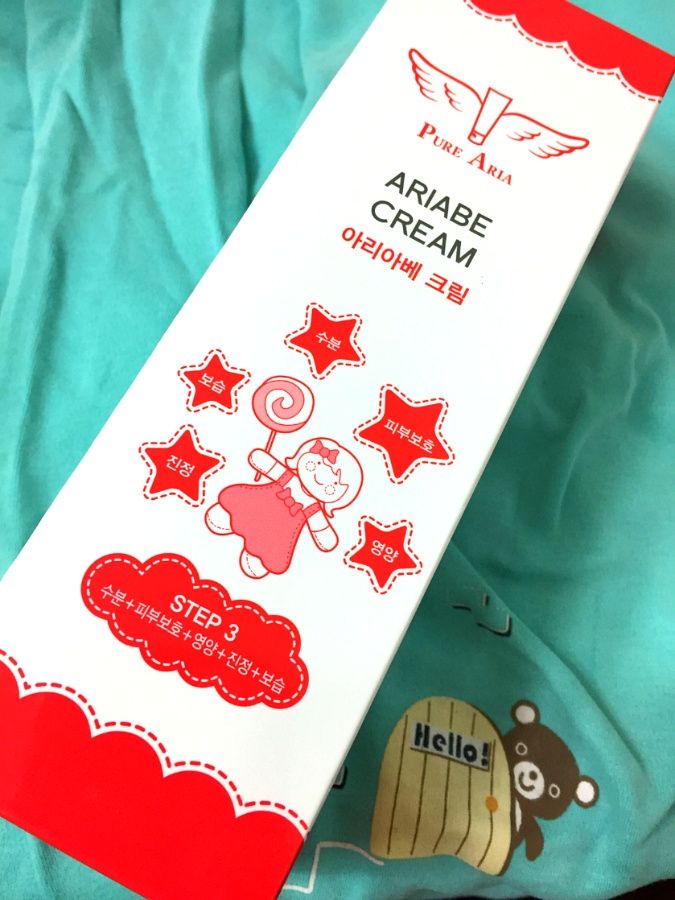 PURE ARIA
ARIABE
CREAM
아리아베 크림
수분
보습
피부보호
진정
영양
STEP 3
수분+피부보호+영양+진정+보습
Hello!